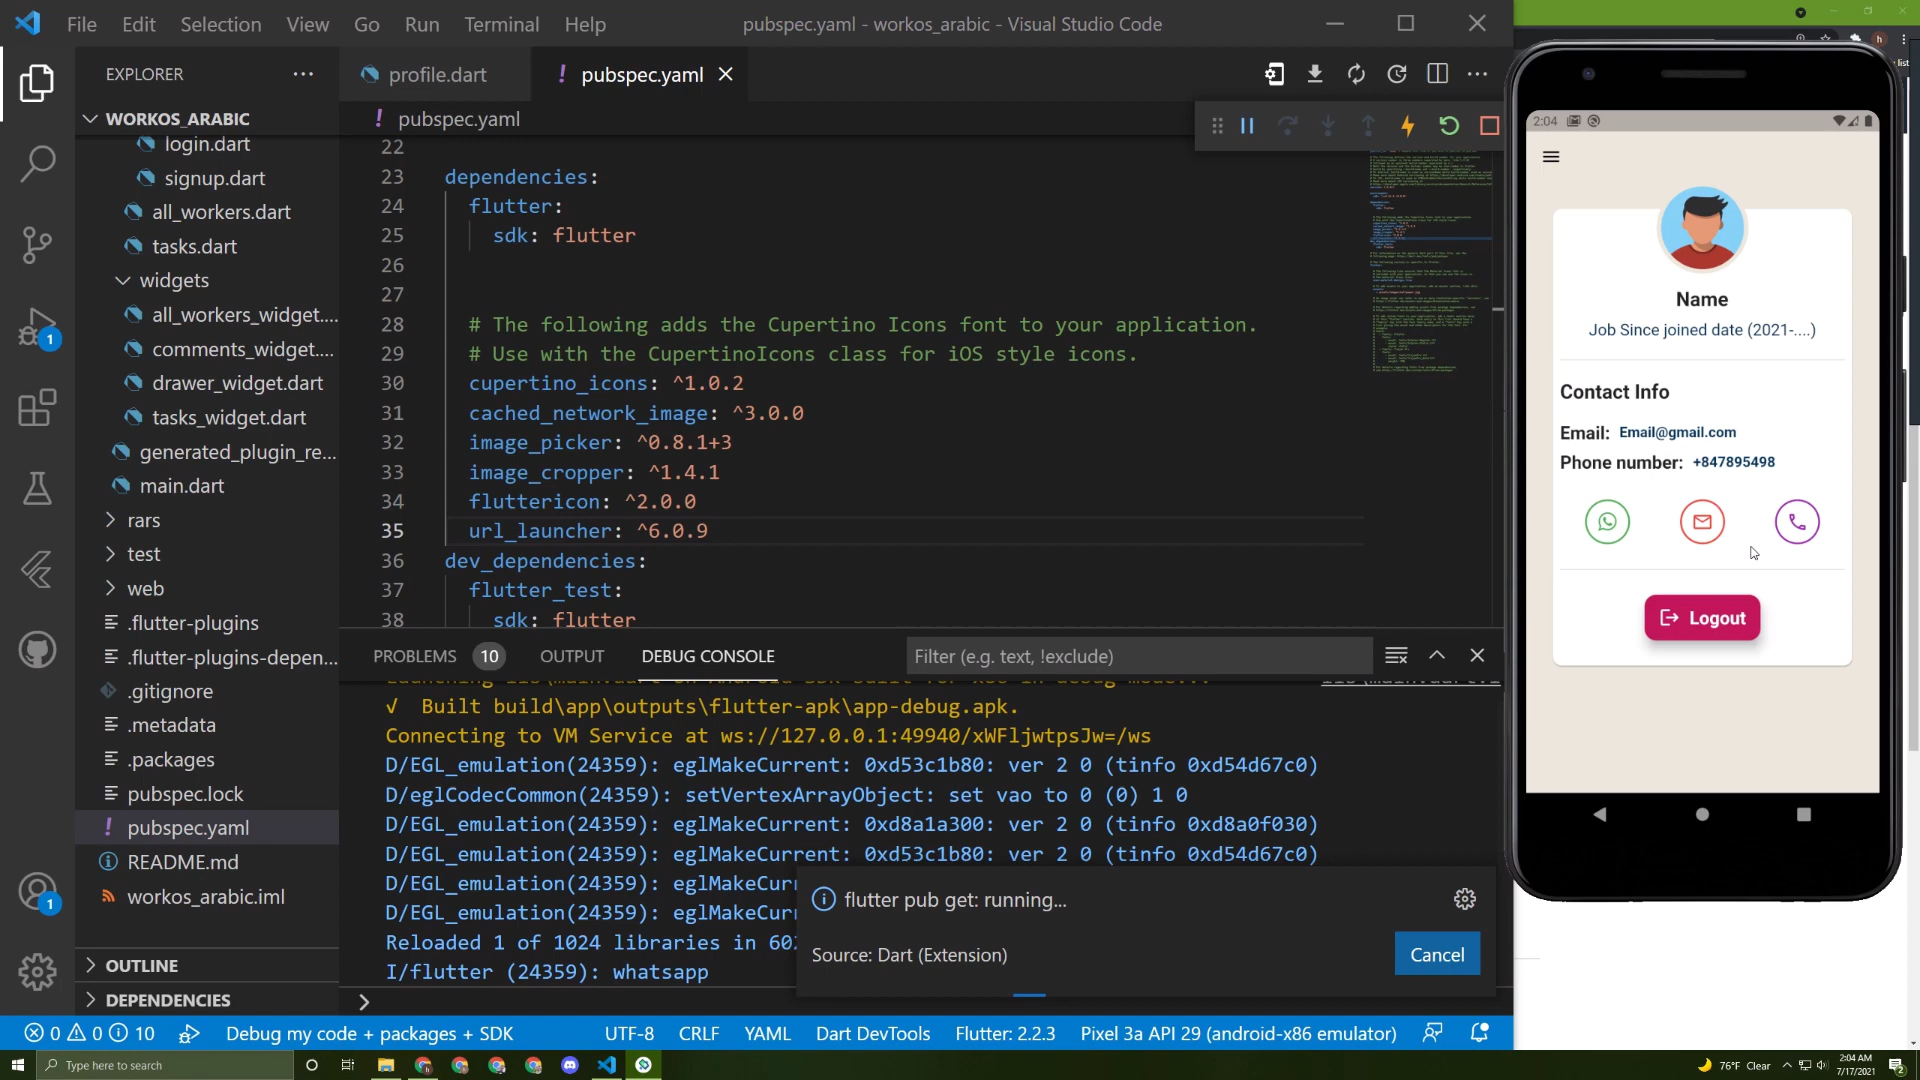 File Edit Selection View Go Run Terminal Help
pubspec.yaml - workos_arabic - Visual Studio Code
EXPLORER
WORKOS_ARABIC
login.dart
signup.dart
all_workers.dart
tasks.dart
widgets
all_workers_widget....
comments_widget....
drawer_widget.dart
tasks_widget.dart
generated_plugin_re...
main.dart
rars
test
web
.flutter-plugins
.flutter-plugins-depen...
.gitignore
.metadata
.packages
pubspec.lock
pubspec.yaml
README.md
workos_arabic.iml
OUTLINE
DEPENDENCIES
1
1
profile.dart
! pubspec.yaml
! pubspec.yaml
22
23 dependencies:
24 flutter:
25 sdk: flutter
26
27
28 # The following adds the Cupertino Icons font to your application.
29 # Use with the CupertinoIcons class for iOS style icons.
30 cupertino_icons: ^1.0.2
31 cached_network_image: ^3.0.0
32 image_picker: ^0.8.1+3
33 image_cropper: ^1.4.1
34 fluttericon: ^2.0.0
35 url_launcher: ^6.0.9
36 dev_dependencies:
37 flutter_test:
38 sdk: flutter
PROBLEMS 10 OUTPUT DEBUG CONSOLE
Filter (e.g. text, !exclude)
√ Built build\app\outputs\flutter-apk\app-debug.apk.
Connecting to VM Service at ws://127.0.0.1:49940/xWFljwtpsJw=/ws
D/EGL_emulation(24359): eglMakeCurrent: 0xd53c1b80: ver 2 0 (tinfo 0xd54d67c0)
D/eglCodecCommon(24359): setVertexArrayObject: set vao to 0 (0) 1 0
D/EGL_emulation(24359): eglMakeCurrent: 0xd8a1a300: ver 2 0 (tinfo 0xd8a0f030)
D/EGL_emulation(24359): eglMakeCurrent: 0xd53c1b80: ver 2 0 (tinfo 0xd54d67c0)
D/EGL_emulation(24359): eglMakeCurr
D/EGL_emulation(24359): eglMakeCurr
Reloaded 1 of 1024 libraries in 60
I/flutter (24359): whatsapp
flutter pub get: running...
Source: Dart (Extension)
Cancel
0 0 10 Debug my code + packages + SDK UTF-8 CRLF YAML Dart DevTools Flutter: 2.2.3 Pixel 3a API 29 (android-x86 emulator)
2:04
Name
Job Since joined date (2021-....)
Contact Info
Email: Email@gmail.com
Phone number: +847895498
Logout
h
list
Type here to search
76°F Clear
2:04 AM
7/17/2021
2